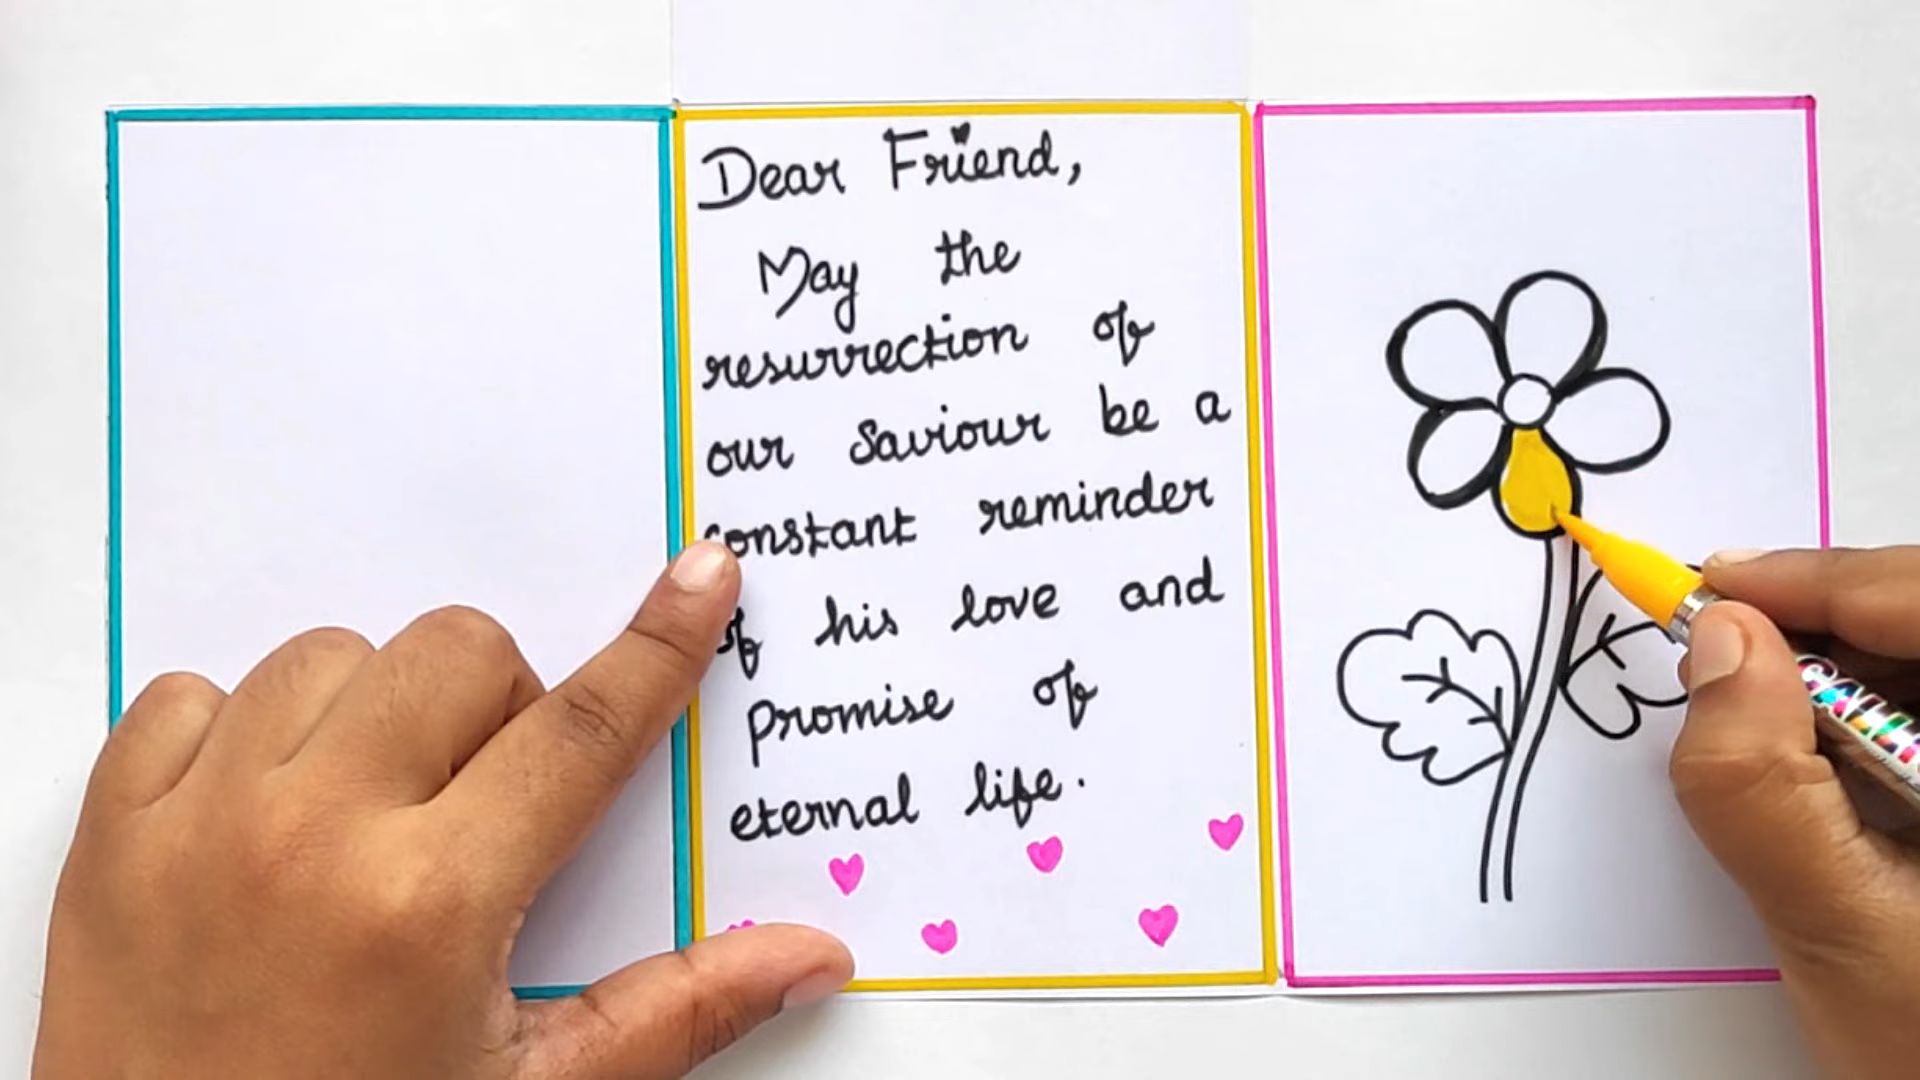 Dear Friend,
May the
resurrection of
our Saviour be a
constant reminder
of his love and
promise of
eternal life.